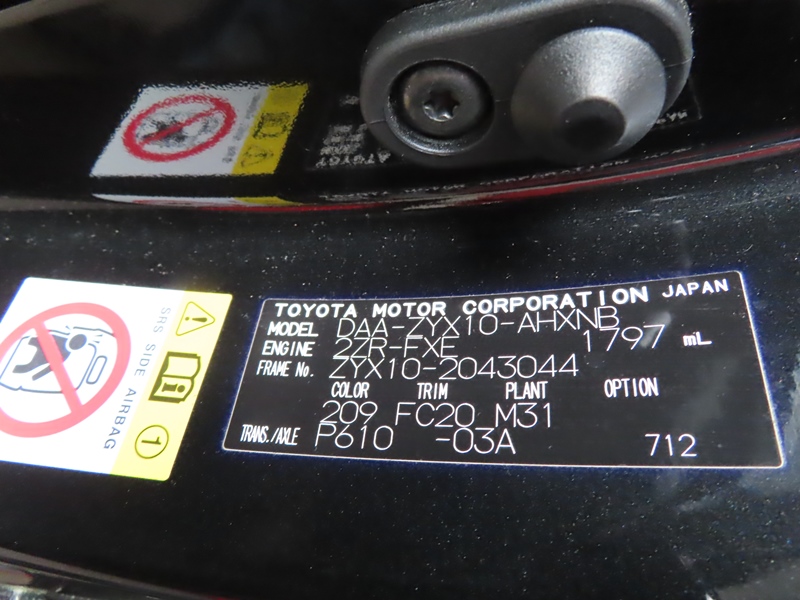 TOYOTA MOTOR CORPORATION JAPAN
MODEL DAA-ZYX10-AHXNB
ENGINE 2ZR-FXE 1797 mL
FRAME No. ZYX10-2043044
COLOR TRIM PLANT OPTION
209 FC20 M31
TRANS./AXLE P610 -03A 712
SRS SIDE AIRBAG
1